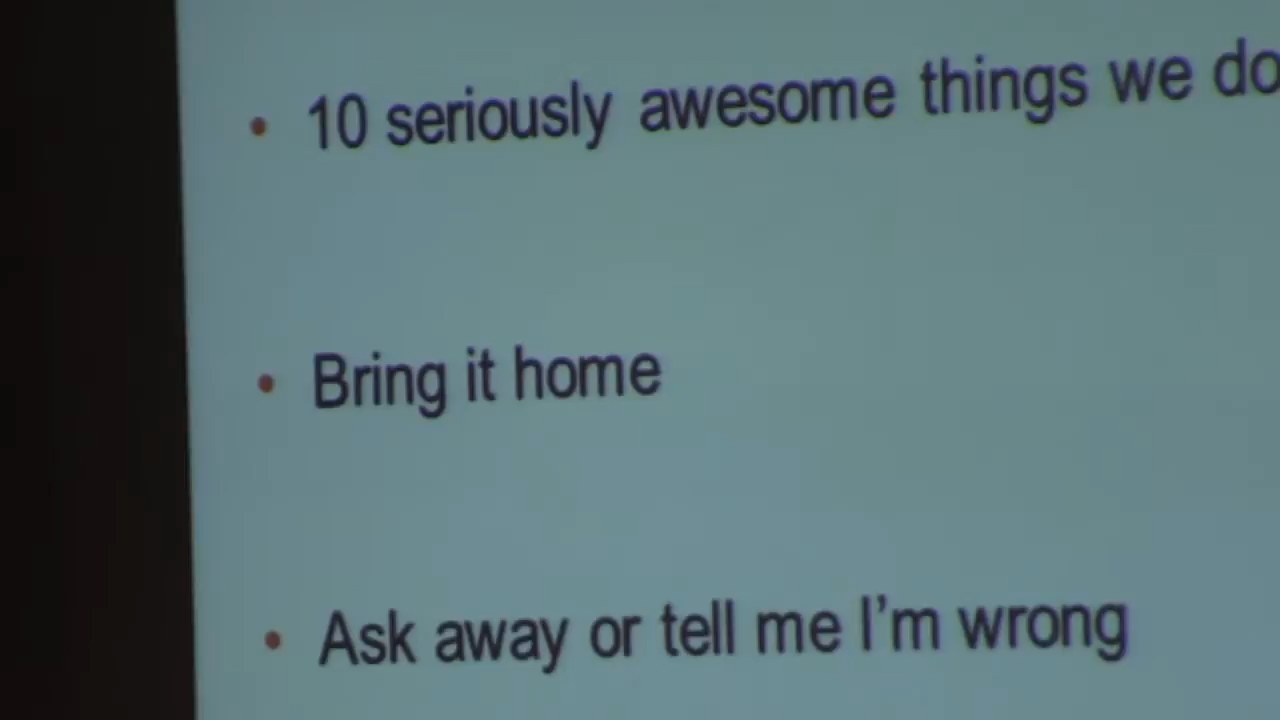 • 10 seriously awesome things we do
• Bring it home
• Ask away or tell me I'm wrong